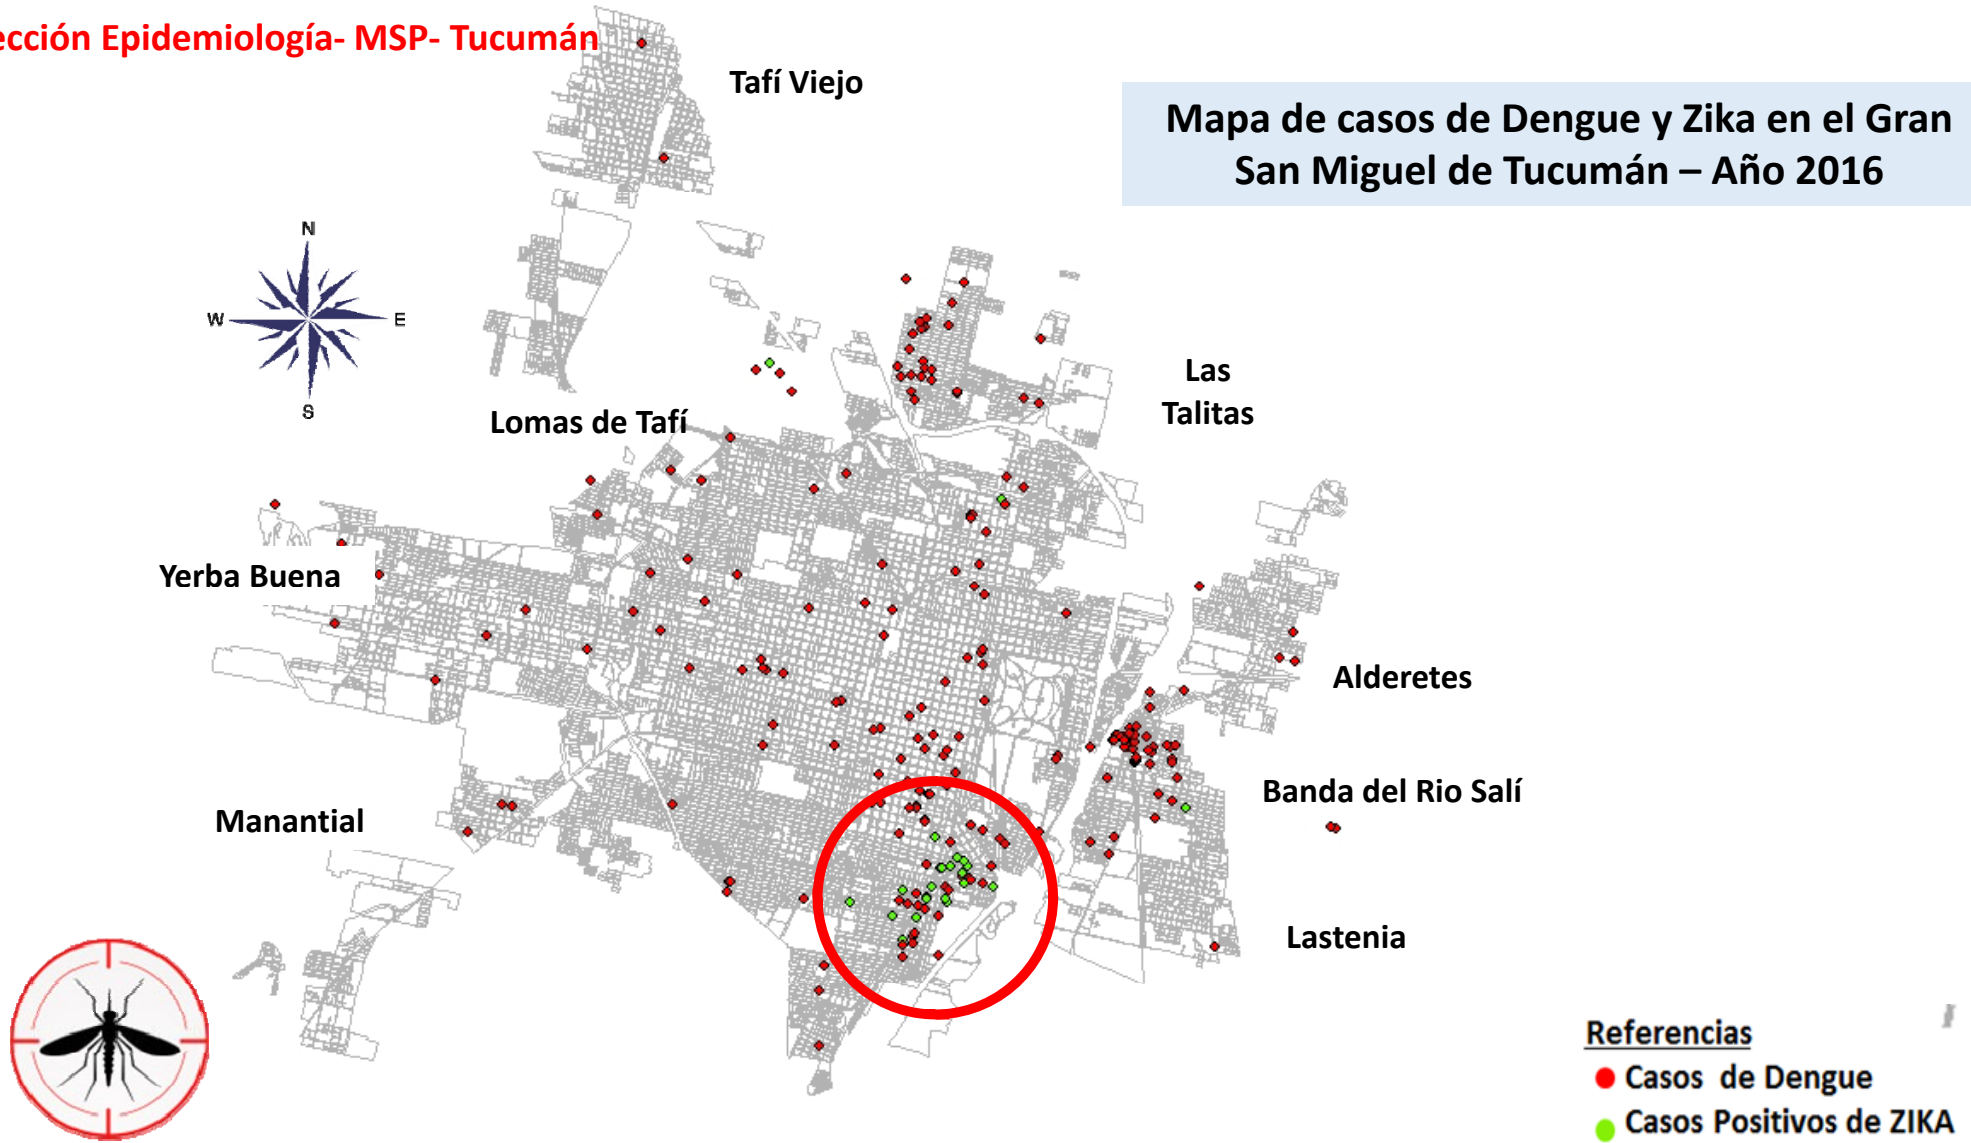 ección Epidemiología- MSP- Tucumán
Tafí Viejo
Mapa de casos de Dengue y Zika en el Gran
San Miguel de Tucumán – Año 2016
N
W
E
S
Las
Talitas
Lomas de Tafí
Yerba Buena
Alderetes
Banda del Rio Salí
Manantial
Lastenia
Referencias
Casos de Dengue
Casos Positivos de ZIKA